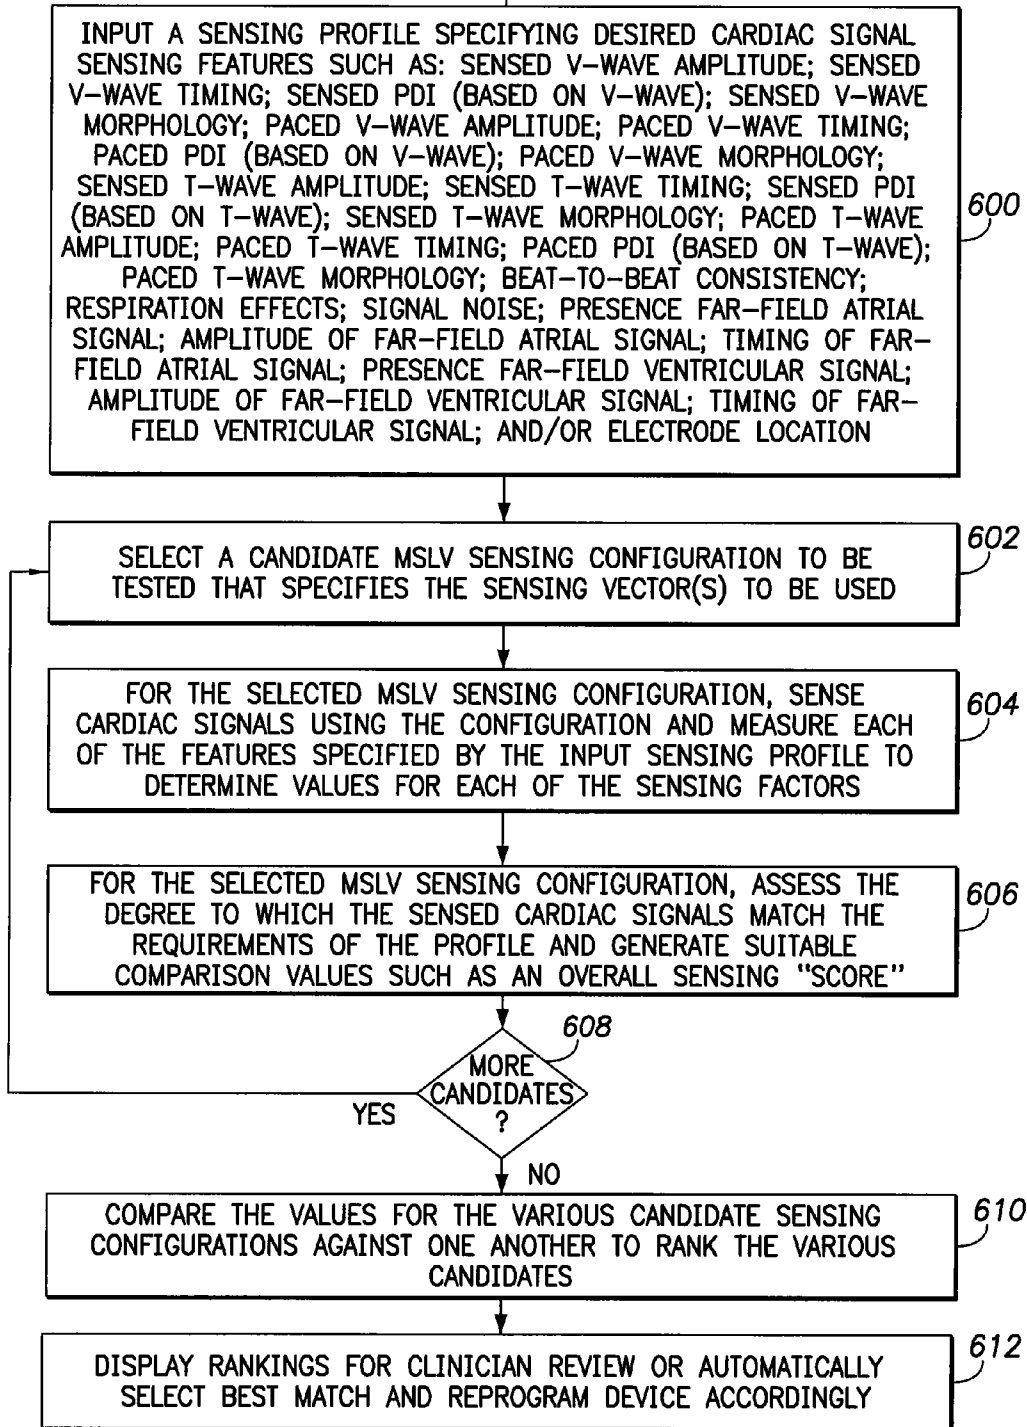 INPUT A SENSING PROFILE SPECIFYING DESIRED CARDIAC SIGNAL
SENSING FEATURES SUCH AS: SENSED V-WAVE AMPLITUDE; SENSED
V-WAVE TIMING; SENSED PDI (BASED ON V-WAVE); SENSED V-WAVE
MORPHOLOGY; PACED V-WAVE AMPLITUDE; PACED V-WAVE TIMING;
PACED PDI (BASED ON V-WAVE); PACED V-WAVE MORPHOLOGY;
SENSED T-WAVE AMPLITUDE; SENSED T-WAVE TIMING; SENSED PDI
(BASED ON T-WAVE); SENSED T-WAVE MORPHOLOGY; PACED T-WAVE
AMPLITUDE; PACED T-WAVE TIMING; PACED PDI (BASED ON T-WAVE);
PACED T-WAVE MORPHOLOGY; BEAT-TO-BEAT CONSISTENCY;
RESPIRATION EFFECTS; SIGNAL NOISE; PRESENCE FAR-FIELD ATRIAL
SIGNAL; AMPLITUDE OF FAR-FIELD ATRIAL SIGNAL; TIMING OF FAR-
FIELD ATRIAL SIGNAL; PRESENCE FAR-FIELD VENTRICULAR SIGNAL;
AMPLITUDE OF FAR-FIELD VENTRICULAR SIGNAL; TIMING OF FAR-
FIELD VENTRICULAR SIGNAL; AND/OR ELECTRODE LOCATION
600
SELECT A CANDIDATE MSLV SENSING CONFIGURATION TO BE
TESTED THAT SPECIFIES THE SENSING VECTOR(S) TO BE USED
602
FOR THE SELECTED MSLV SENSING CONFIGURATION, SENSE
CARDIAC SIGNALS USING THE CONFIGURATION AND MEASURE EACH
OF THE FEATURES SPECIFIED BY THE INPUT SENSING PROFILE TO
DETERMINE VALUES FOR EACH OF THE SENSING FACTORS
604
FOR THE SELECTED MSLV SENSING CONFIGURATION, ASSESS THE
DEGREE TO WHICH THE SENSED CARDIAC SIGNALS MATCH THE
REQUIREMENTS OF THE PROFILE AND GENERATE SUITABLE
COMPARISON VALUES SUCH AS AN OVERALL SENSING "SCORE"
606
608
MORE
CANDIDATES
?
YES
NO
COMPARE THE VALUES FOR THE VARIOUS CANDIDATE SENSING
CONFIGURATIONS AGAINST ONE ANOTHER TO RANK THE VARIOUS
CANDIDATES
610
DISPLAY RANKINGS FOR CLINICIAN REVIEW OR AUTOMATICALLY
SELECT BEST MATCH AND REPROGRAM DEVICE ACCORDINGLY
612